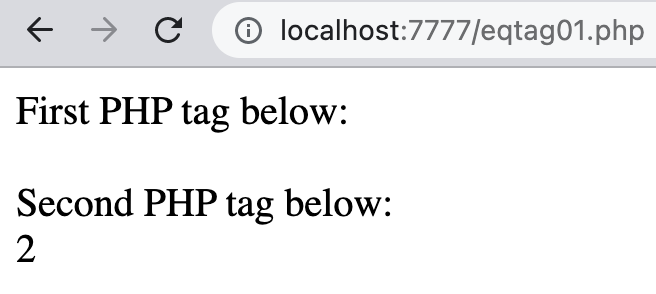 localhost:7777/eqtag01.php
First PHP tag below:
Second PHP tag below:
2